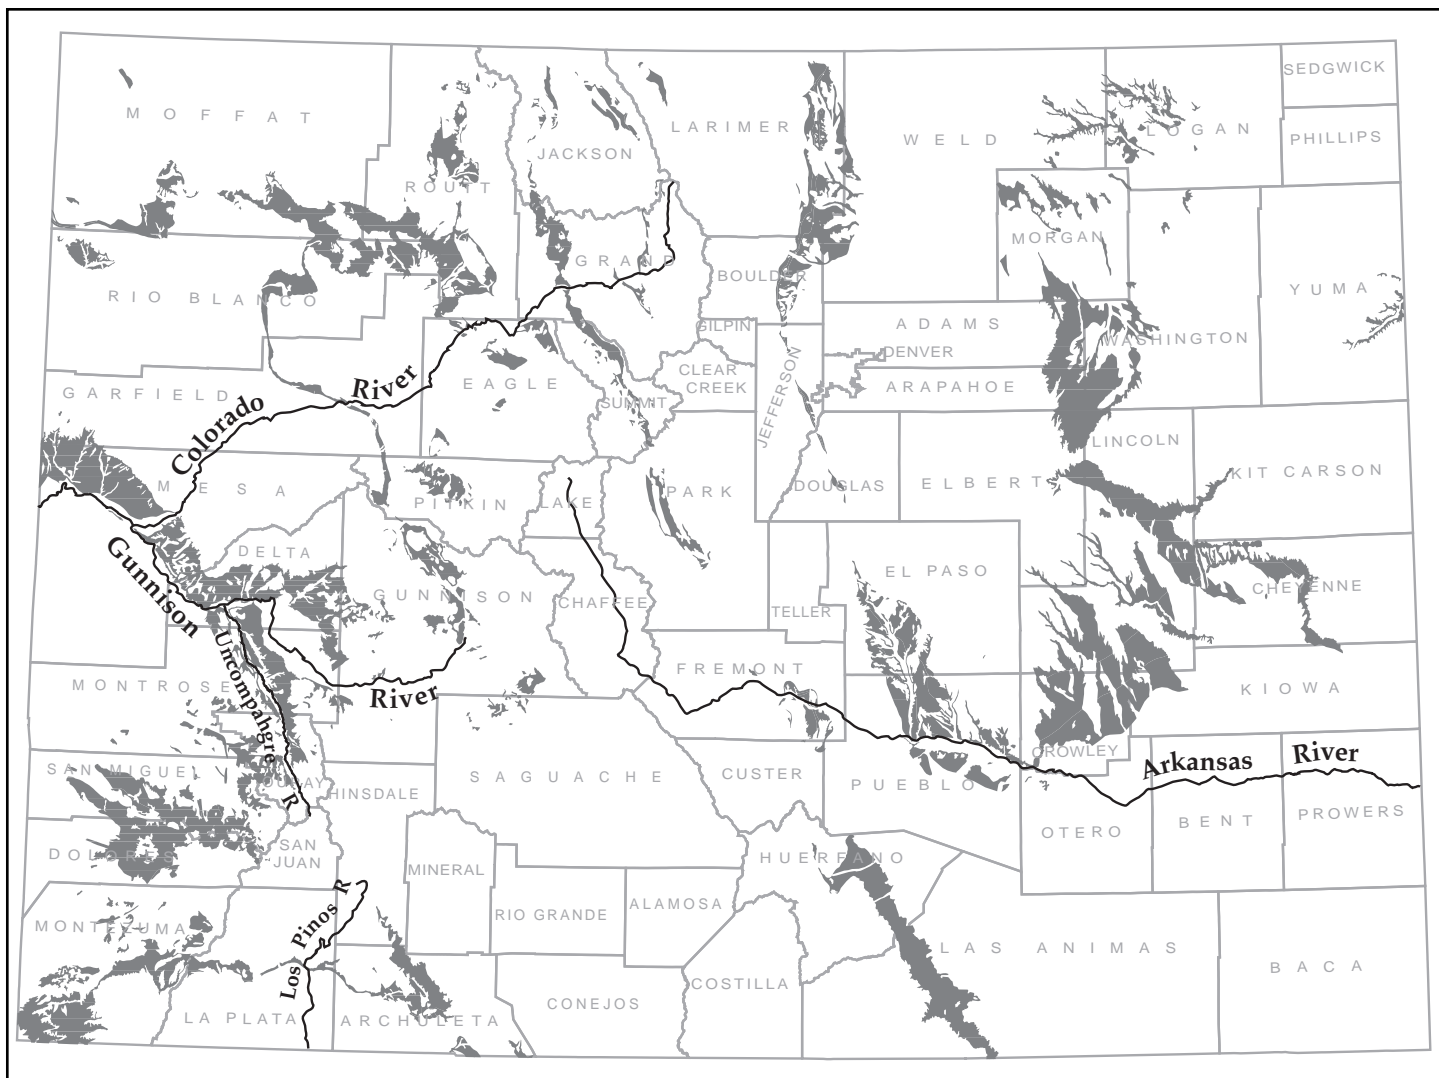 SEDGWICK
MOFFAT
LARIMER
WELD
LOGAN
PHILLIPS
JACKSON
ROUTT
MORGAN
GRAND
BOULDER
YUMA
RIO BLANCO
ADAMS
GILPIN
WASHINGTON
DENVER
CLEAR
CREEK
EAGLE
ARAPAHOE
GARFIELD
River
Colorado
SUMMIT
JEFFERSON
LINCOLN
KIT CARSON
MESA
PITKIN
LAKE
PARK
DOUGLAS
ELBERT
DELTA
Gunnison
EL PASO
CHEYENNE
GUNNISON
CHAFFEE
TELLER
Uncompahgre
R
FREMONT
MONTROSE
River
KIOWA
CROWLEY
Arkansas
River
SAN MIGUEL
OURAY
HINSDALE
SAGUACHE
CUSTER
PUEBLO
PROWERS
BENT
OTERO
DOLORES
SAN
JUAN
MINERAL
HUERFANO
Los
Pinos
R
RIO GRANDE
ALAMOSA
MONTEZUMA
LAS ANIMAS
BACA
COSTILLA
CONEJOS
LA PLATA
ARCHULETA